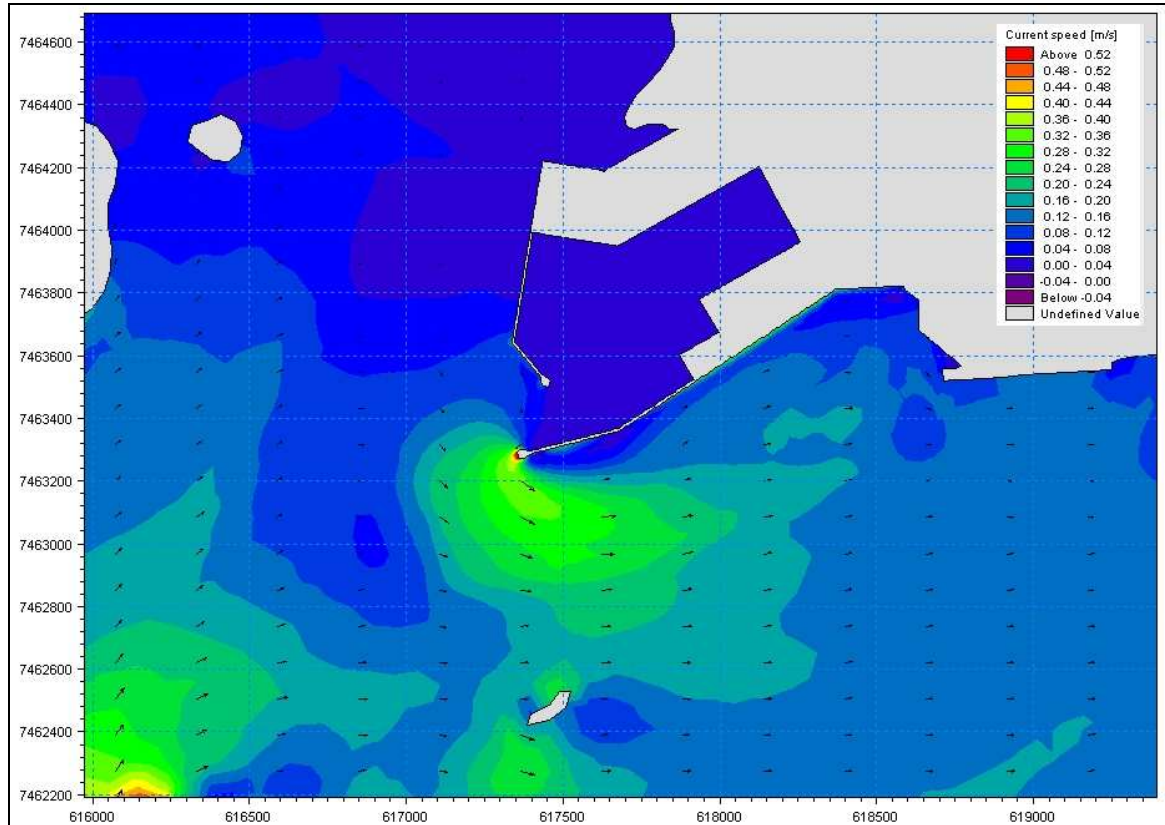 Current speed [m/s]
Above 0.52
0.48 - 0.52
0.44 - 0.48
0.40 - 0.44
0.36 - 0.40
0.32 - 0.36
0.28 - 0.32
0.24 - 0.28
0.20 - 0.24
0.16 - 0.20
0.12 - 0.16
0.08 - 0.12
0.04 - 0.08
0.00 - 0.04
-0.04 - 0.00
Below -0.04
Undefined Value
7464600
7464400
7464200
7464000
7463800
7463600
7463400
7463200
7463000
7462800
7462600
7462400
7462200
616000 616500 617000 617500 618000 618500 619000